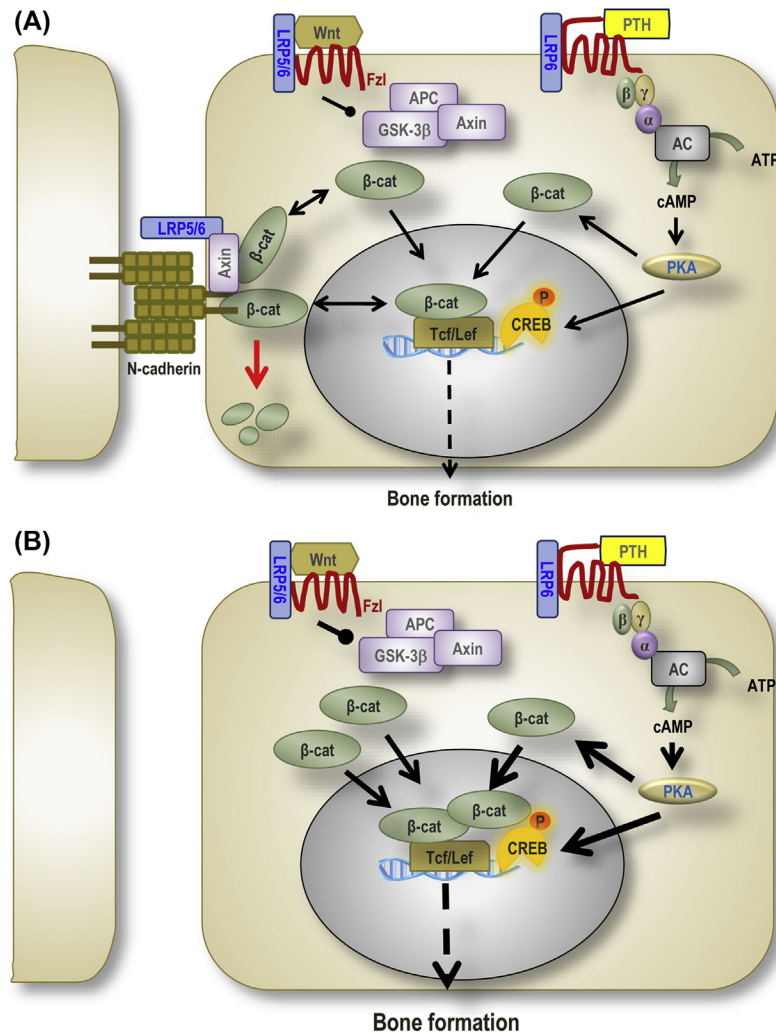 (A)
LRP5/6
Wnt
Fzl
LRP6
PTH
APC
GSK-3β
Axin
β
γ
α
AC
ATP
cAMP
PKA
β-cat
β-cat
LRP5/6
Axin
β-cat
β-cat
β-cat
Tcf/Lef
CREB
P
N-cadherin
Bone formation
(B)
LRP5/6
Wnt
Fzl
LRP6
PTH
APC
GSK-3β
Axin
β
γ
α
AC
ATP
cAMP
PKA
β-cat
β-cat
β-cat
β-cat
β-cat
Tcf/Lef
CREB
P
Bone formation